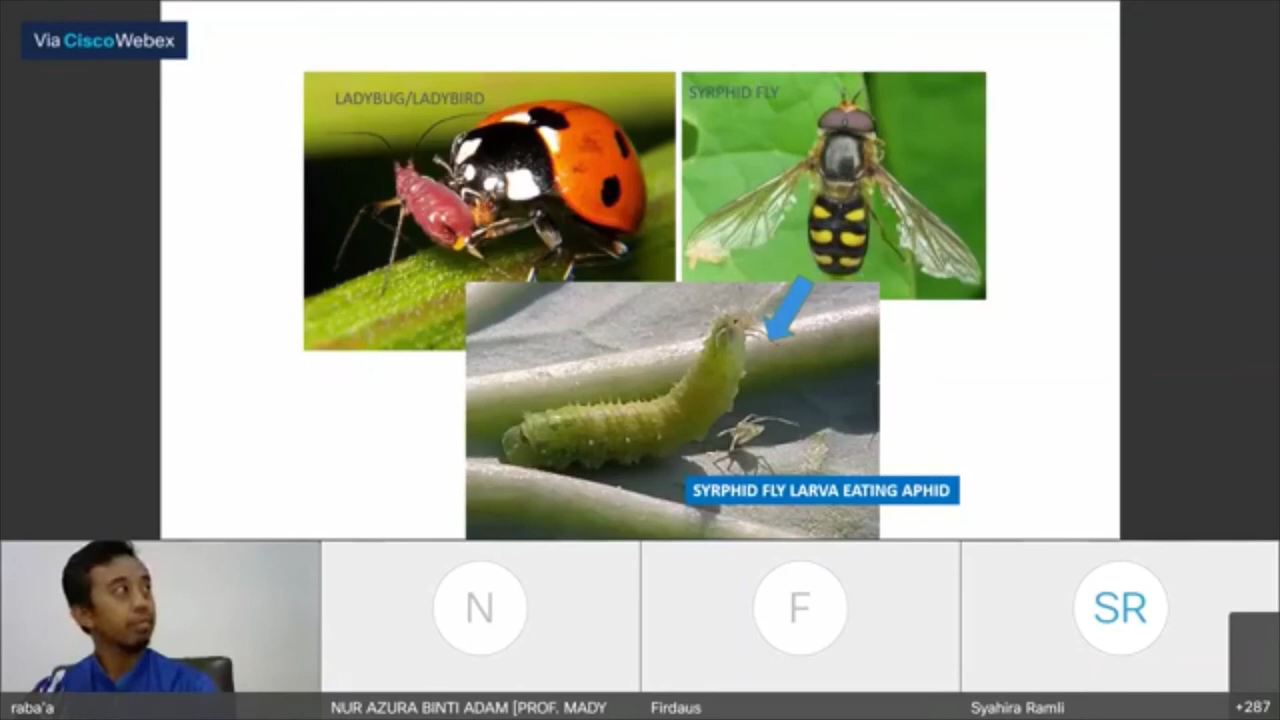 Via CiscoWebex
LADYBUG/LADYBIRD
SYRPHID FLY
SYRPHID FLY LARVA EATING APHID
N
F
SR
raba'a
NUR AZURA BINTI ADAM [PROF. MADY
Firdaus
Syahira Ramli
+287